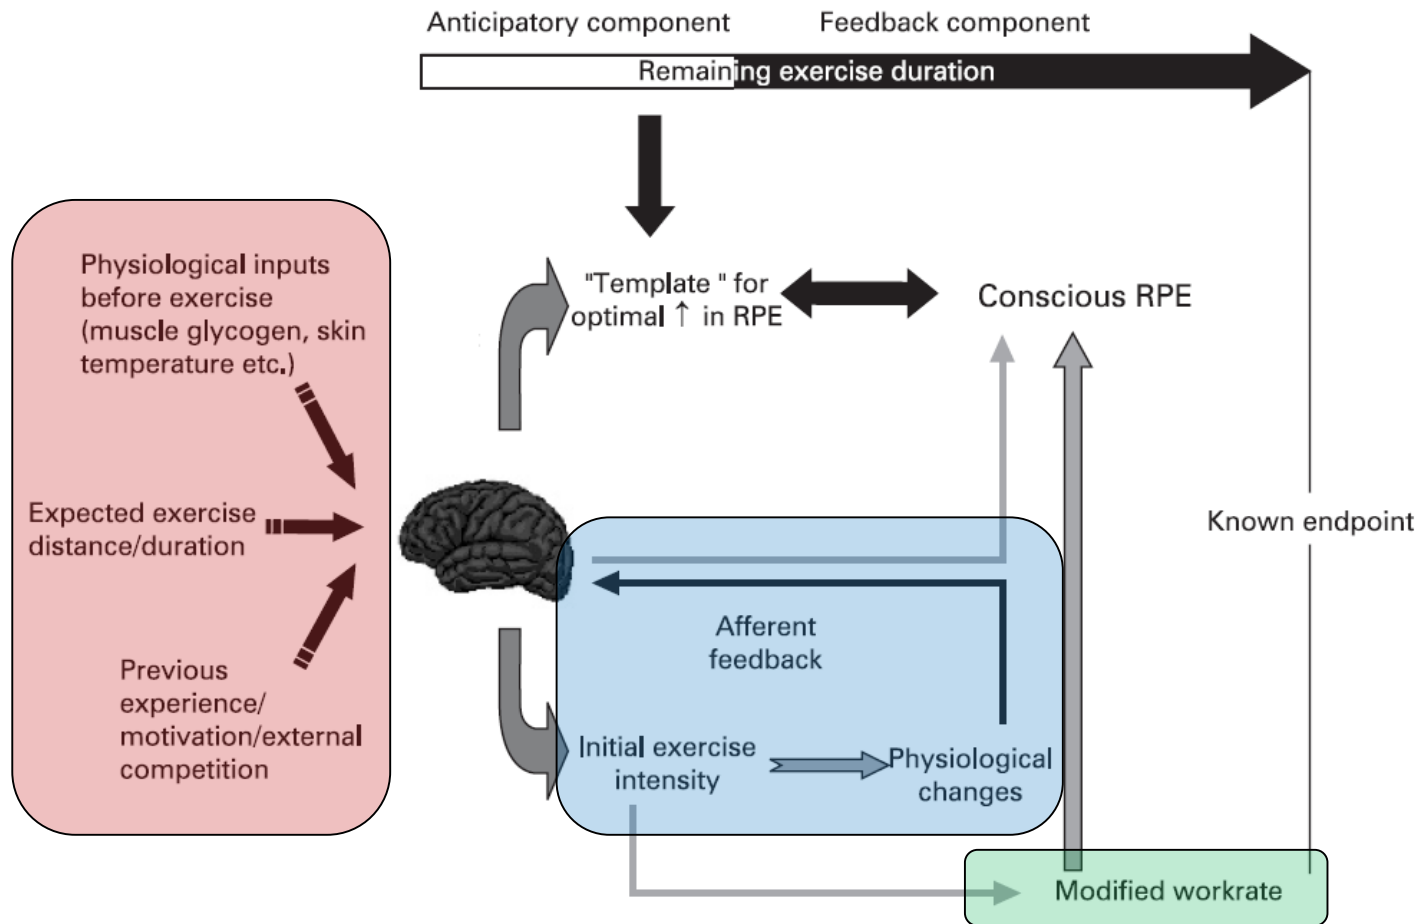 Anticipatory component
Feedback component
Remaining exercise duration
Physiological inputs
before exercise
(muscle glycogen, skin
temperature etc.)
"Template " for
optimal ↑ in RPE
Conscious RPE
Expected exercise
distance/duration
Known endpoint
Afferent
feedback
Previous
experience/
motivation/external
competition
Initial exercise
intensity
Physiological
changes
Modified workrate